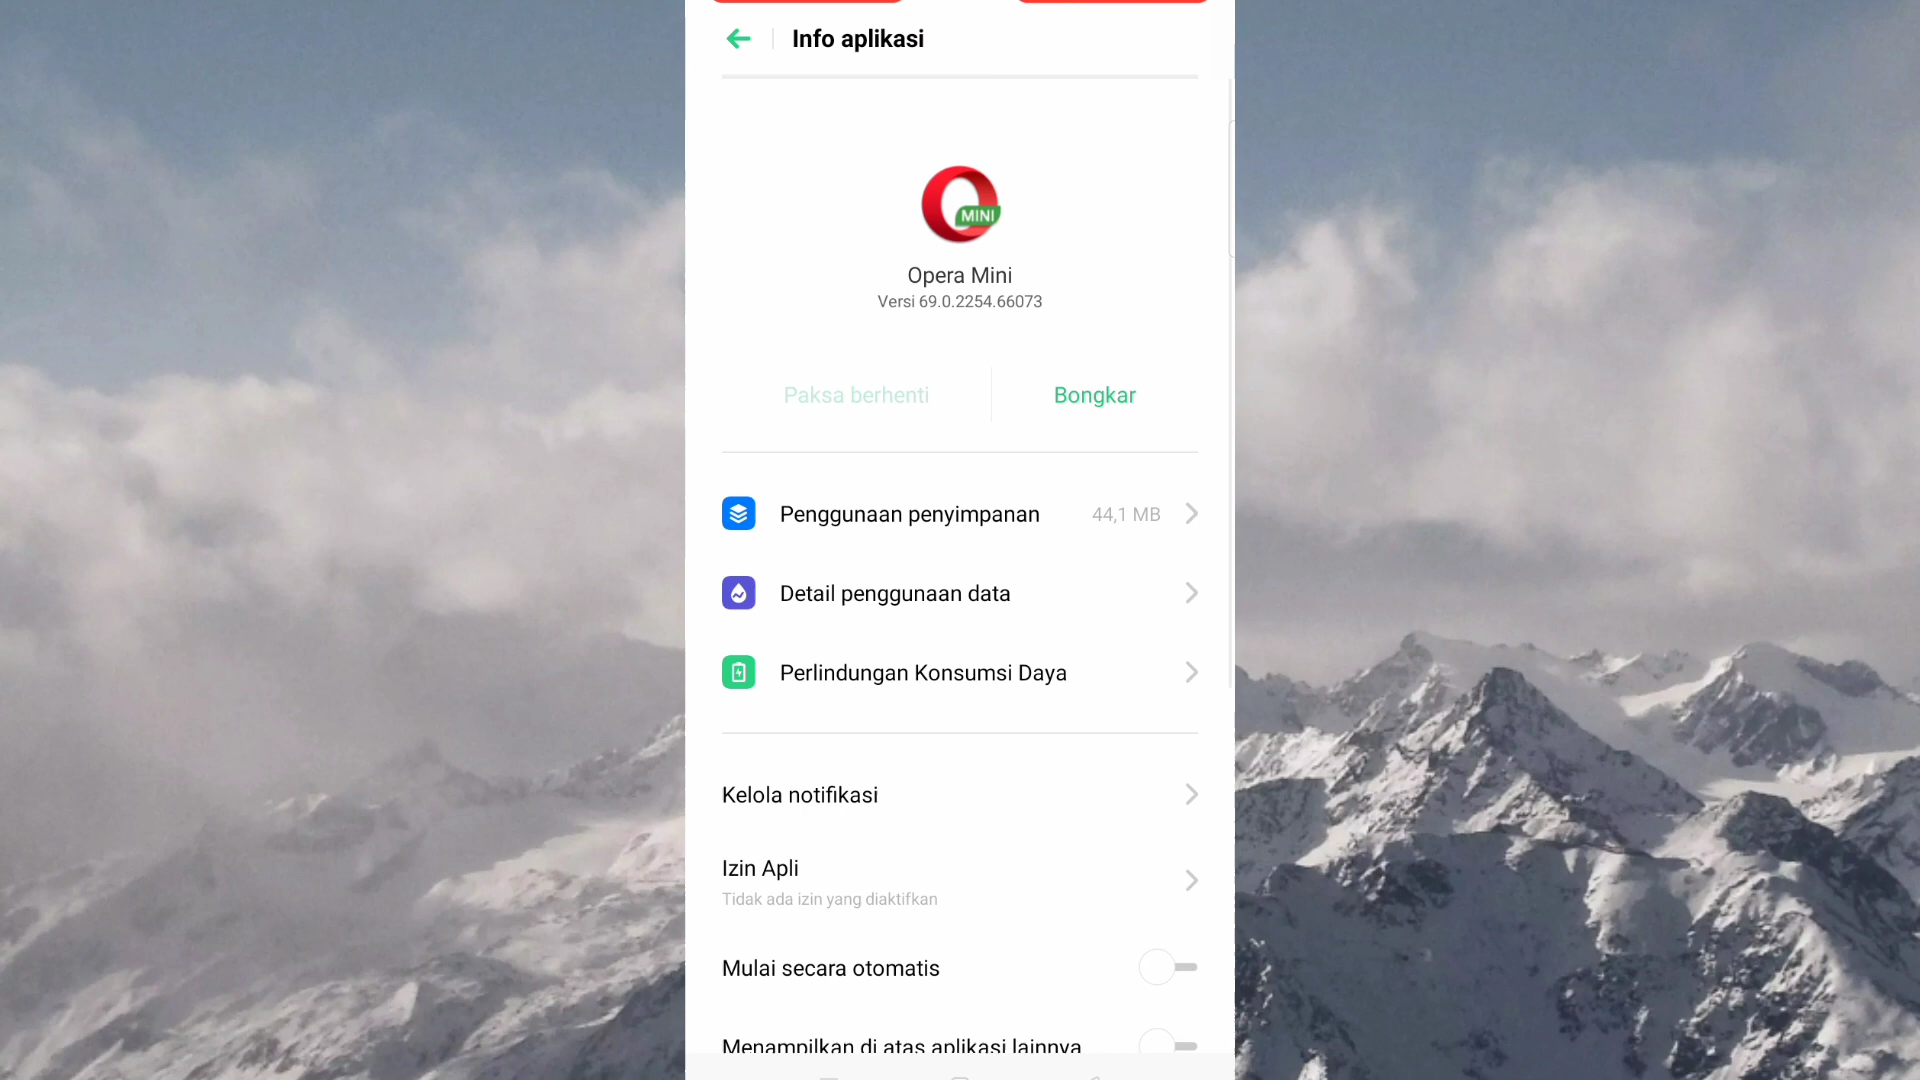 Info aplikasi
MINI
Opera Mini
Versi 69.0.2254.66073
Paksa berhenti
Bongkar
Penggunaan penyimpanan 44,1 MB
Detail penggunaan data
Perlindungan Konsumsi Daya
Kelola notifikasi
Izin Apli
Tidak ada izin yang diaktifkan
Mulai secara otomatis
Menampilkan di atas aplikasi lainnya